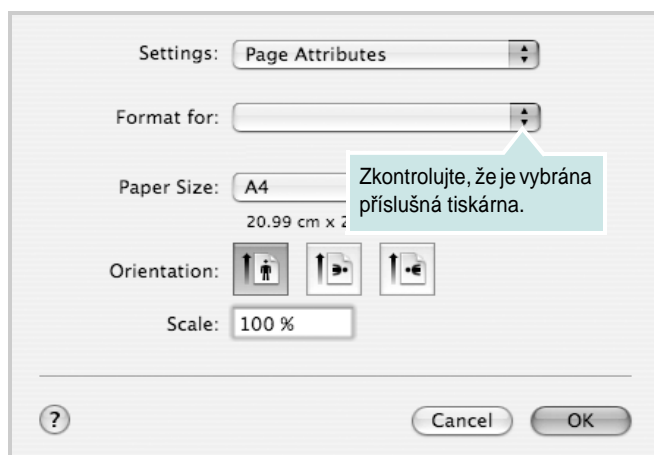 Settings: Page Attributes
Format for:
Zkontrolujte, že je vybrána
příslušná tiskárna.
Paper Size: A4
20.99 cm x 2
Orientation:
Scale: 100 %
? Cancel OK